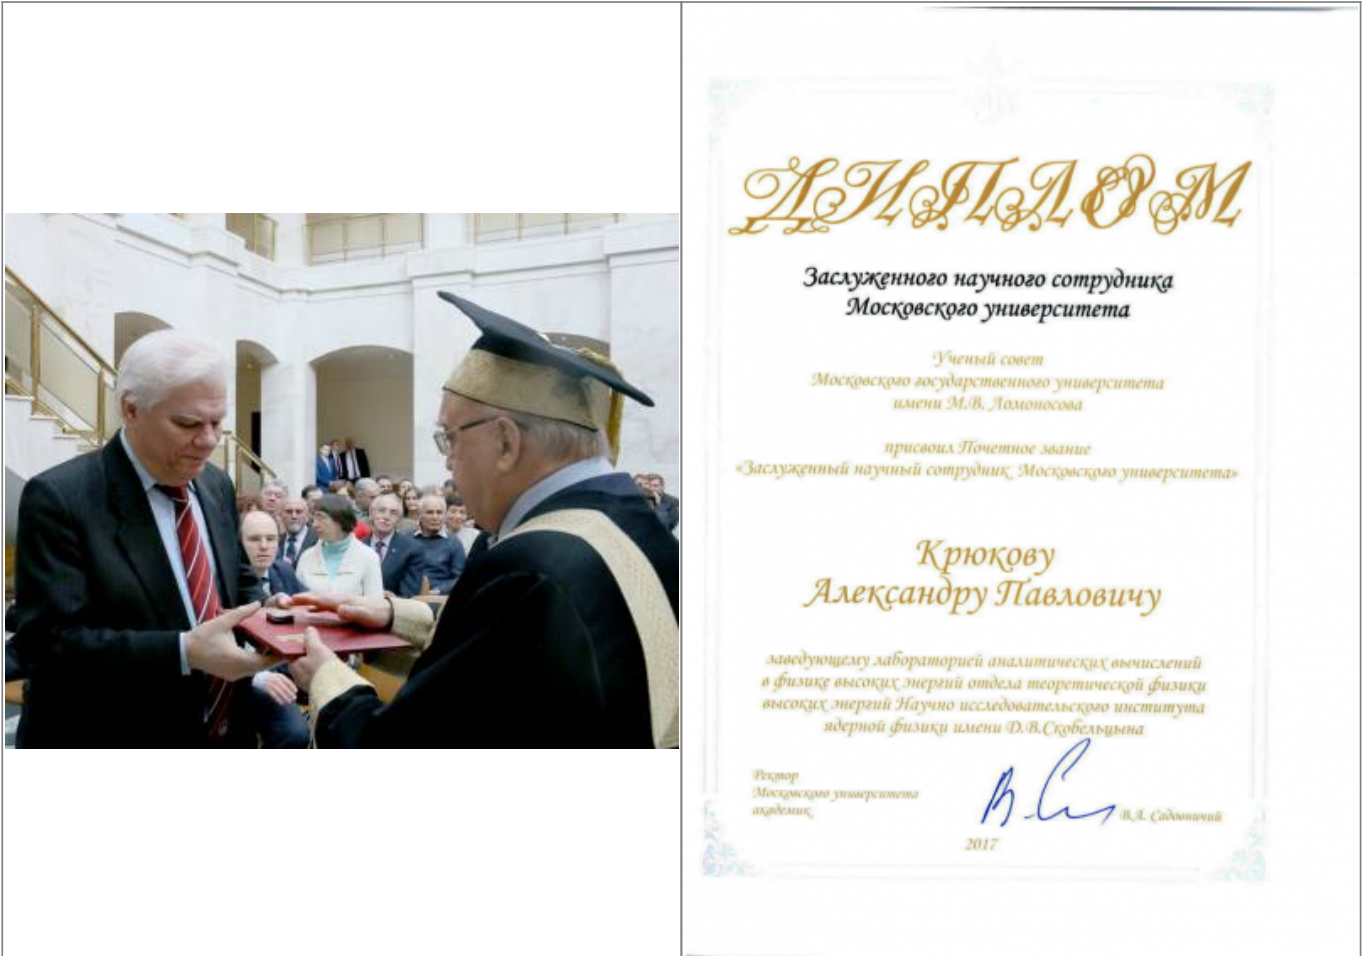 ДИПЛОМ
Заслуженного научного сотрудника
Московского университета
Ученый совет
Московского государственного университета
имени М.В. Ломоносова
присвоил Почетное звание
«Заслуженный научный сотрудник Московского университета»
Крюкову
Александру Павловичу
заведующему лабораторией аналитических вычислений
в физике высоких энергий отдела теоретической физики
высоких энергий Научно исследовательского института
ядерной физики имени Д.В.Скобельцына
Ректор
Московского университета
академик
В.А. Садовничий
2017